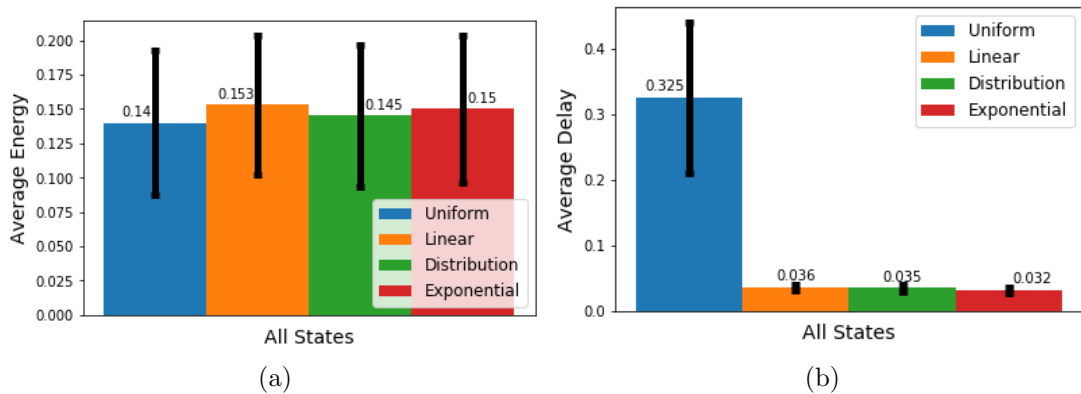 0.200
0.175
0.150
0.125
0.100
0.075
0.050
0.025
0.000
Average Energy
0.14
0.153
0.145
0.15
Uniform
Linear
Distribution
Exponential
All States
(a)
0.4
0.3
0.2
0.1
0.0
Average Delay
0.325
0.036
0.035
0.032
Uniform
Linear
Distribution
Exponential
All States
(b)